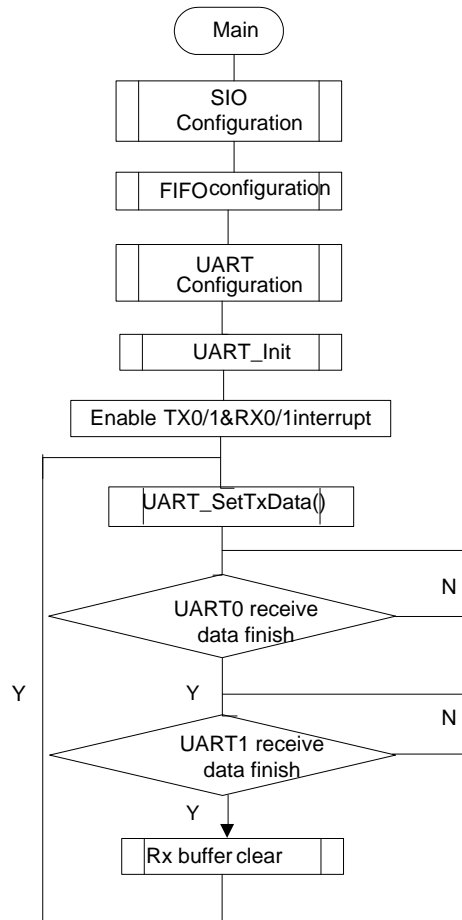 Main
SIO
Configuration
FIFOconfiguration
UART
Configuration
UART_Init
Enable TX0/1&RX0/1interrupt
UART_SetTxData()
UART0 receive
data finish
N
Y
Y
UART1 receive
data finish
N
Y
Rx buffer clear